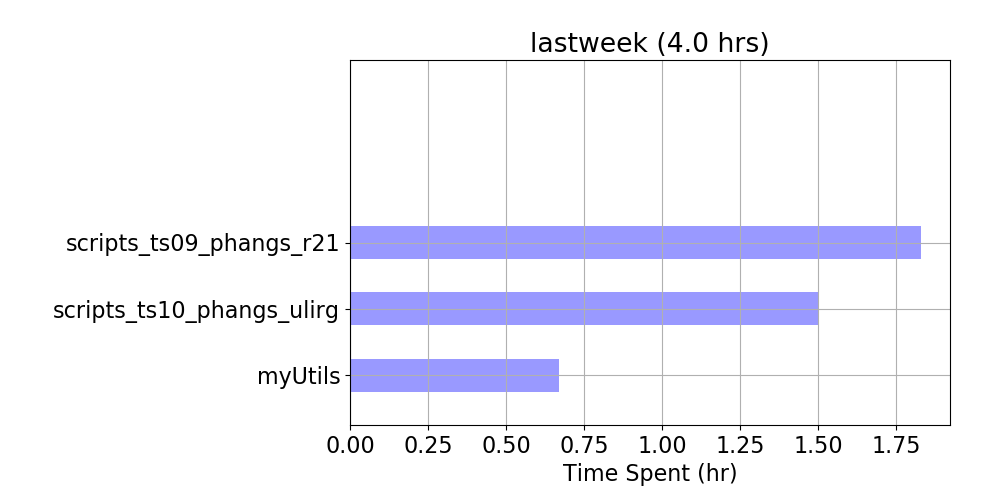 lastweek (4.0 hrs)
scripts_ts09_phangs_r21
scripts_ts10_phangs_ulirg
myUtils
0.00 0.25 0.50 0.75 1.00 1.25 1.50 1.75
Time Spent (hr)